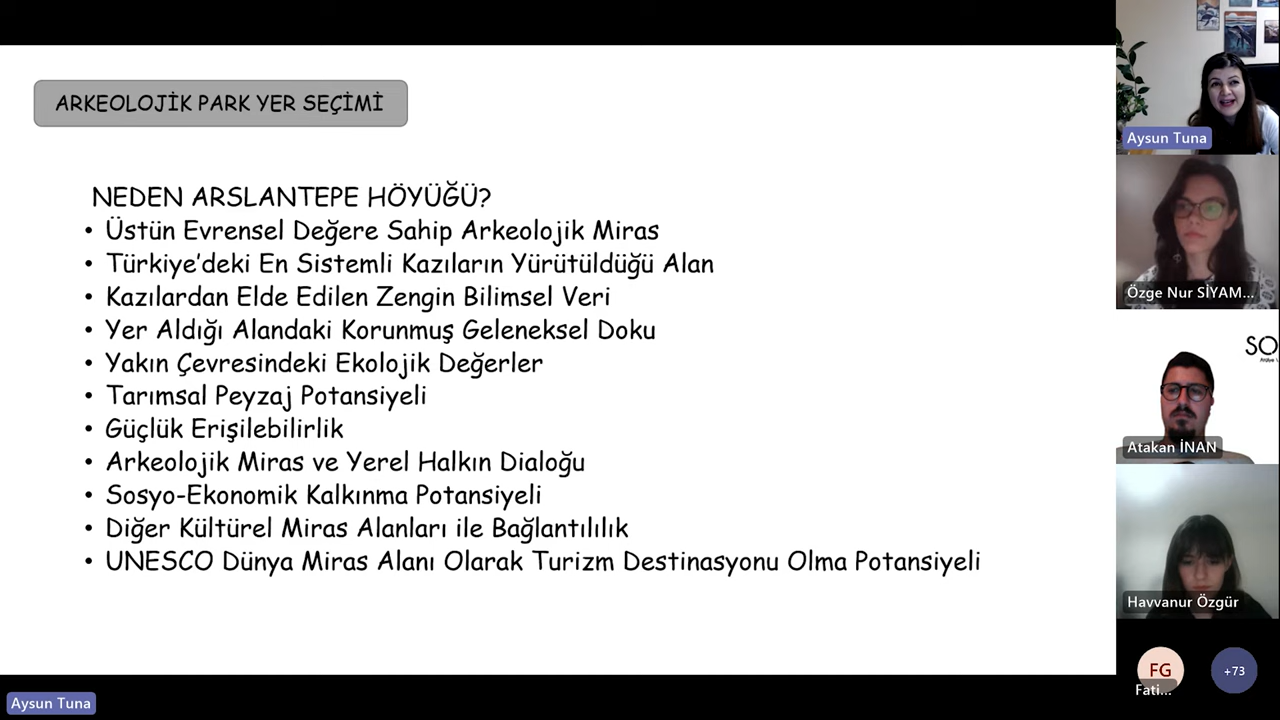 ARKEOLOJİK PARK YER SEÇİMİ
NEDEN ARSLANTEPE HÖYÜĞÜ?
• Üstün Evrensel Değere Sahip Arkeolojik Miras
• Türkiye’deki En Sistemli Kazıların Yürütüldüğü Alan
• Kazılardan Elde Edilen Zengin Bilimsel Veri
• Yer Aldığı Alandaki Korunmuş Geleneksel Doku
• Yakın Çevresindeki Ekolojik Değerler
• Tarımsal Peyzaj Potansiyeli
• Güçlük Erişilebilirlik
• Arkeolojik Miras ve Yerel Halkın Dialoğu
• Sosyo-Ekonomik Kalkınma Potansiyeli
• Diğer Kültürel Miras Alanları ile Bağlantılılık
• UNESCO Dünya Miras Alanı Olarak Turizm Destinasyonu Olma Potansiyeli
Aysun Tuna
Aysun Tuna
Özge Nur SİYAM...
SO
Atakan İNAN
Havvanur Özgür
FG
Fati...
+73